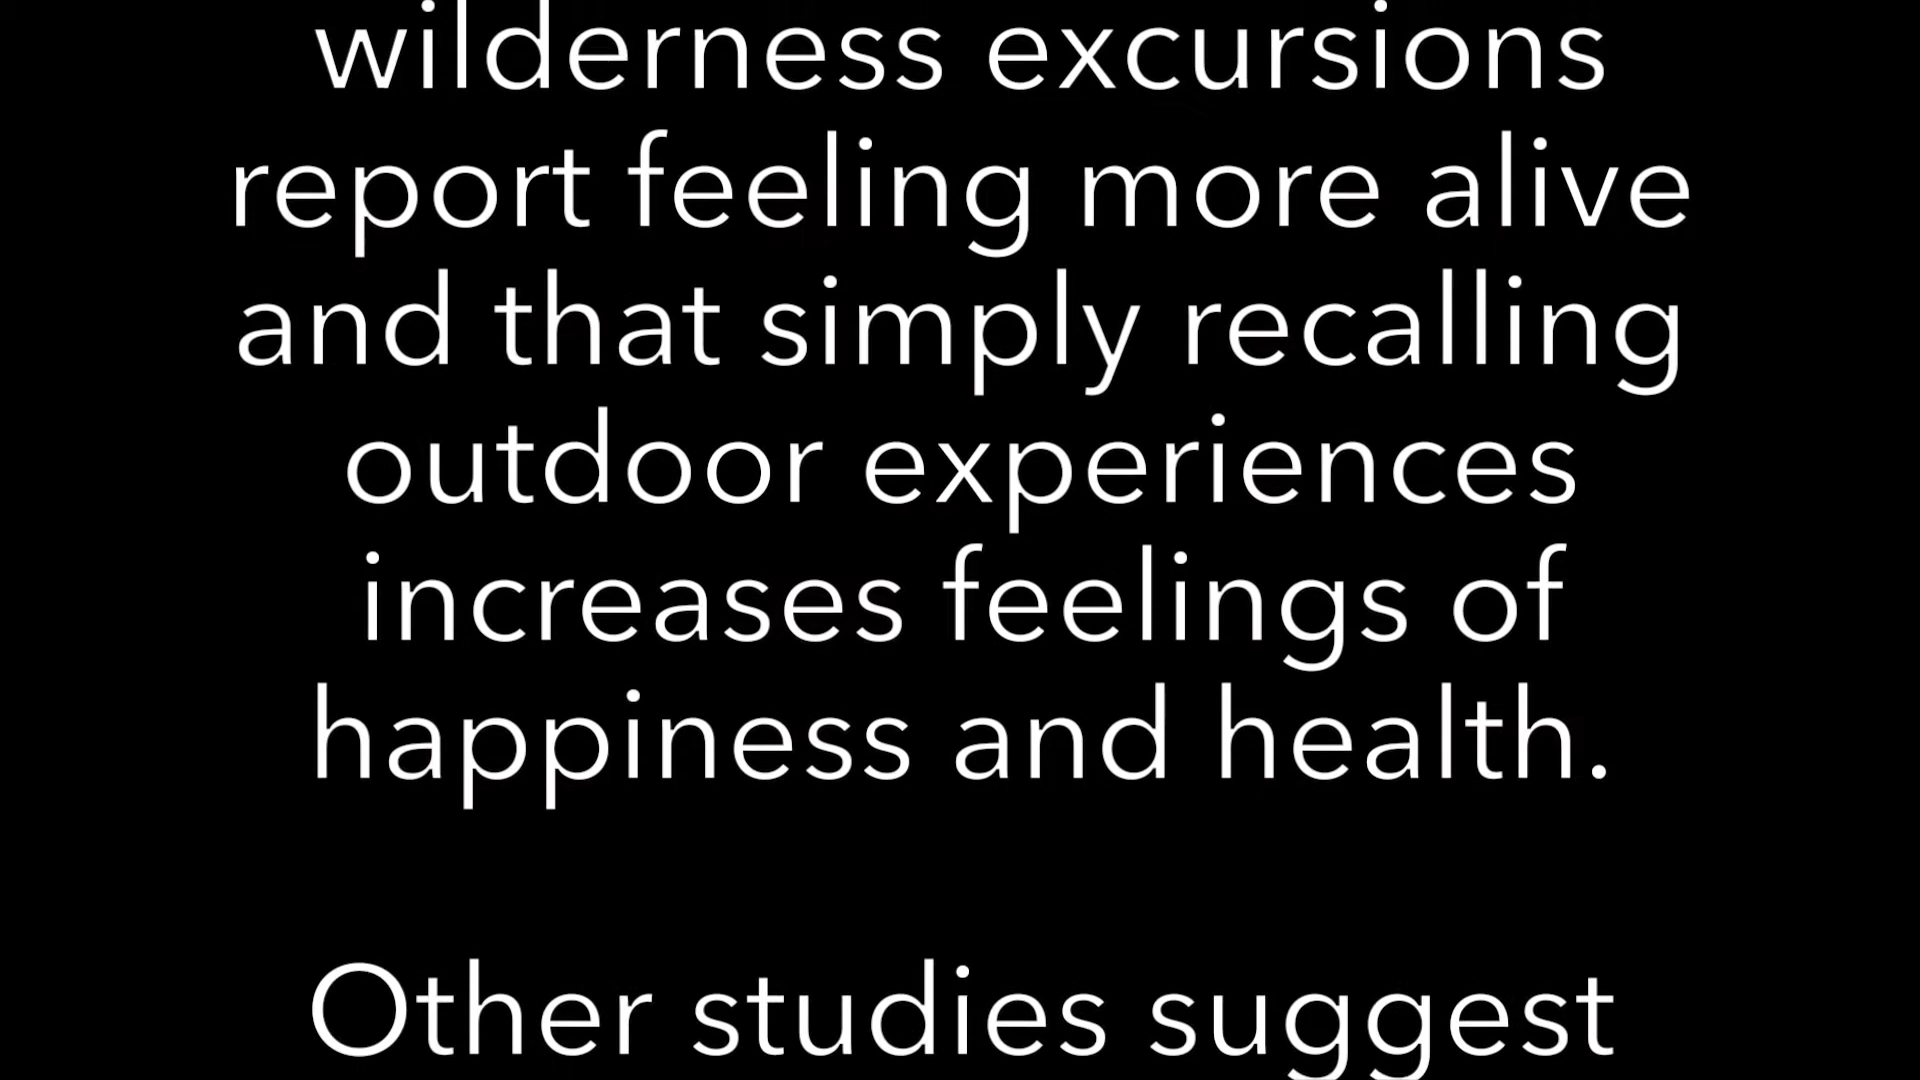 wilderness excursions
report feeling more alive
and that simply recalling
outdoor experiences
increases feelings of
happiness and health.
Other studies suggest